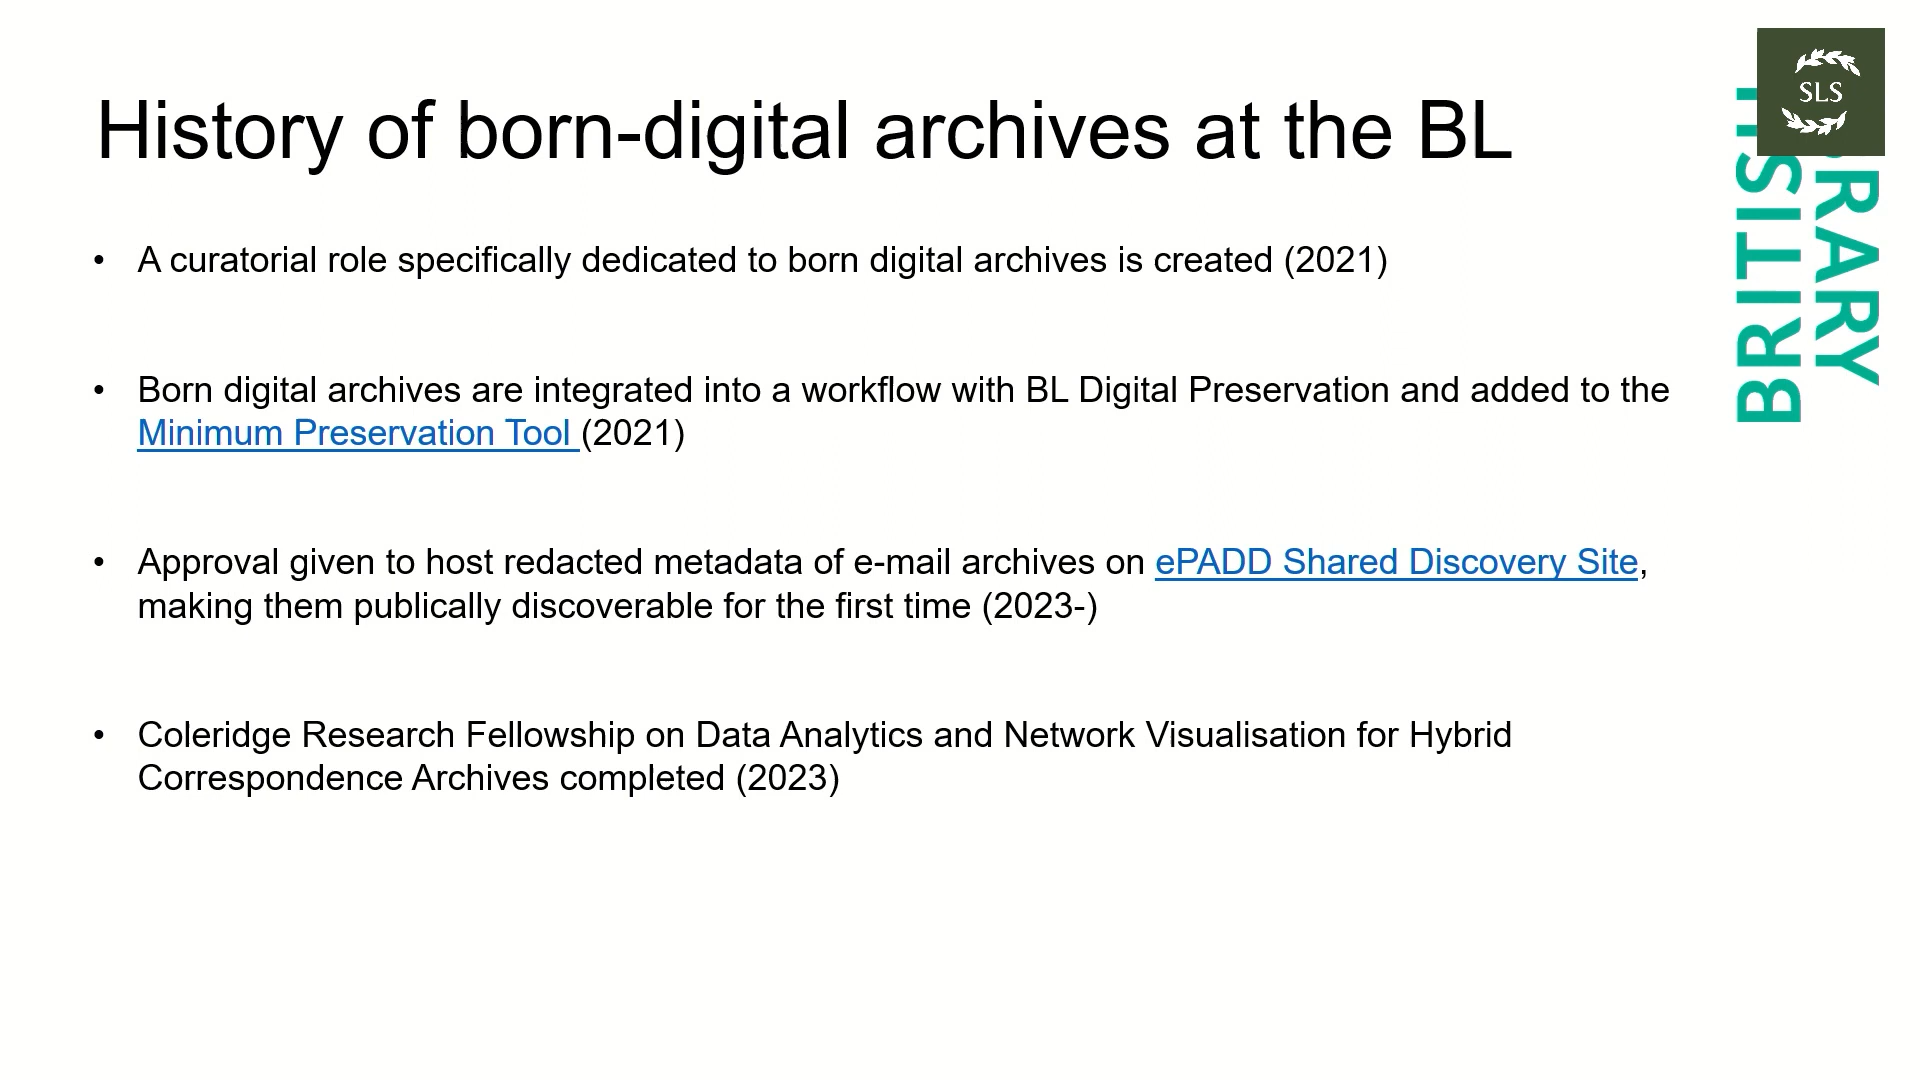 History of born-digital archives at the BL
SLS
BRITISH
• A curatorial role specifically dedicated to born digital archives is created (2021)
• Born digital archives are integrated into a workflow with BL Digital Preservation and added to the
Minimum Preservation Tool (2021)
• Approval given to host redacted metadata of e-mail archives on ePADD Shared Discovery Site,
making them publically discoverable for the first time (2023-)
• Coleridge Research Fellowship on Data Analytics and Network Visualisation for Hybrid
Correspondence Archives completed (2023)